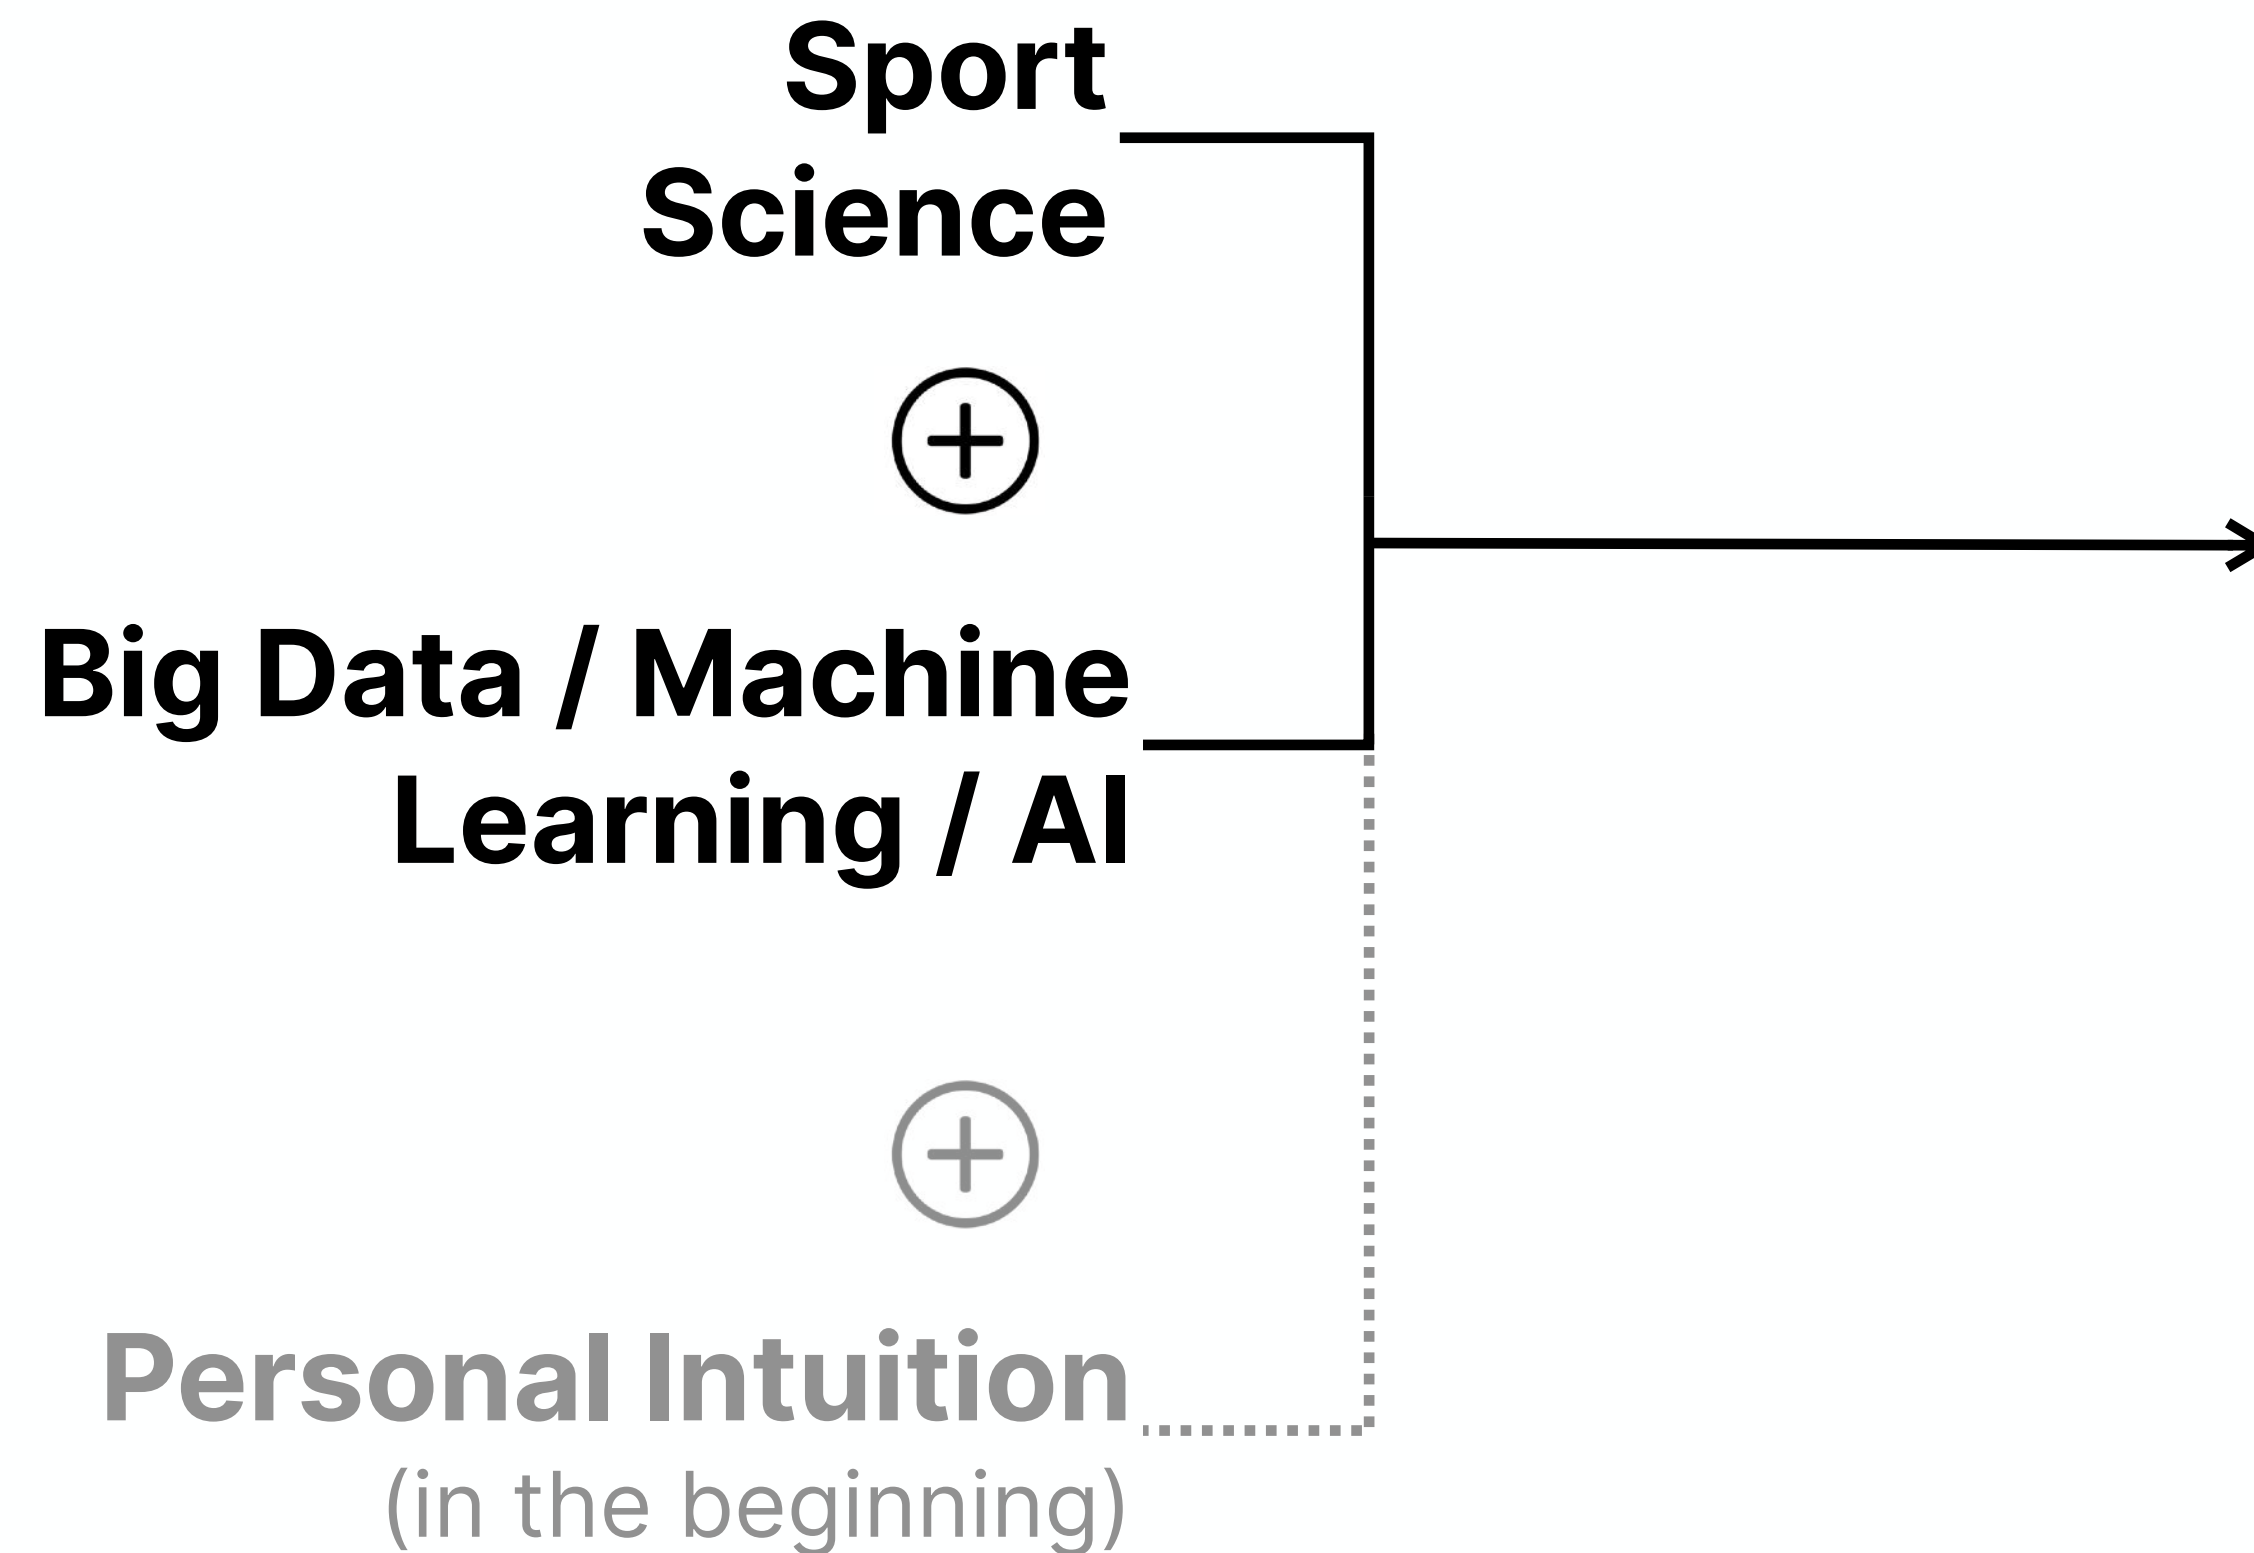 Sport
Science
Big Data / Machine
Learning / AI
Personal Intuition
(in the beginning)